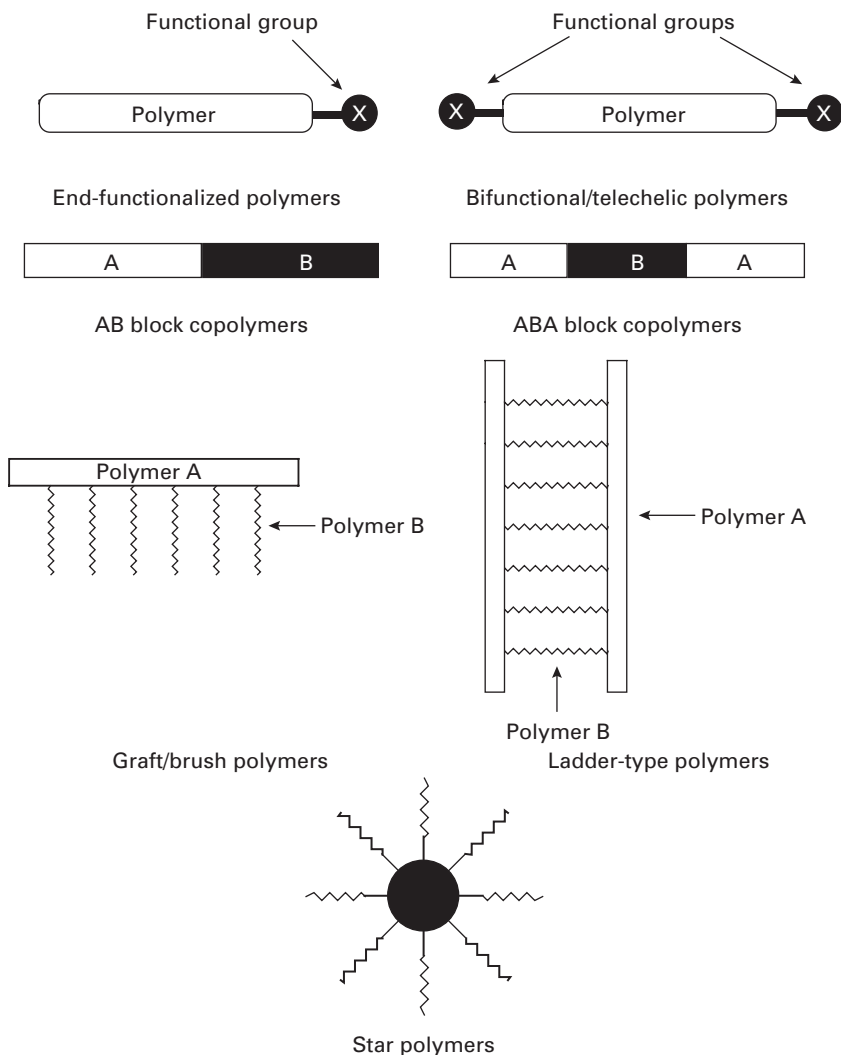 Functional group
Functional groups
Polymer
X
X
Polymer
X
End-functionalized polymers
Bifunctional/telechelic polymers
A
B
A
B
A
AB block copolymers
ABA block copolymers
Polymer A
Polymer B
Polymer A
Polymer B
Graft/brush polymers
Ladder-type polymers
Star polymers